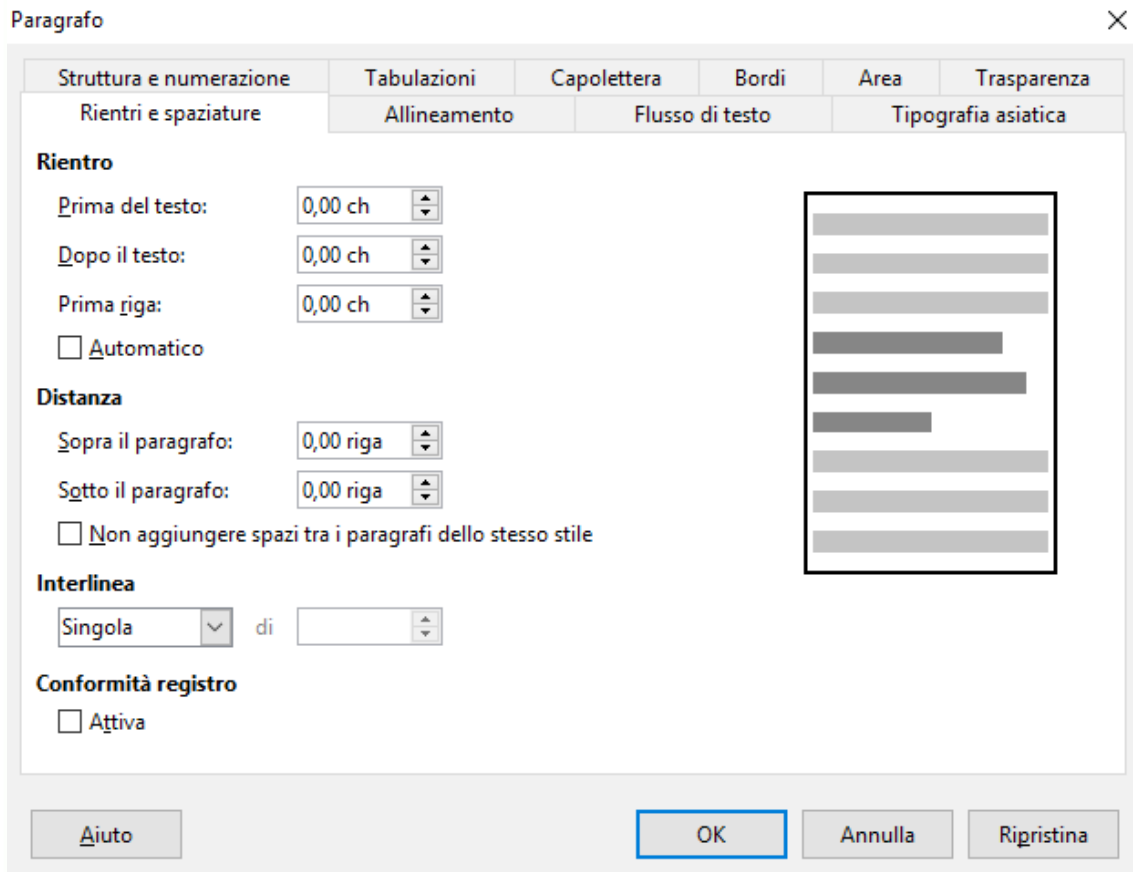 Paragrafo
Struttura e numerazione Tabulazioni Capolettera Bordi Area Trasparenza
Rientri e spaziature Allineamento Flusso di testo Tipografia asiatica
Rientro
Prima del testo: 0,00 ch
Dopo il testo: 0,00 ch
Prima riga: 0,00 ch
Automatico
Distanza
Sopra il paragrafo: 0,00 riga
Sotto il paragrafo: 0,00 riga
Non aggiungere spazi tra i paragrafi dello stesso stile
Interlinea
Singola di
Conformità registro
Attiva
Aiuto OK Annulla Ripristina